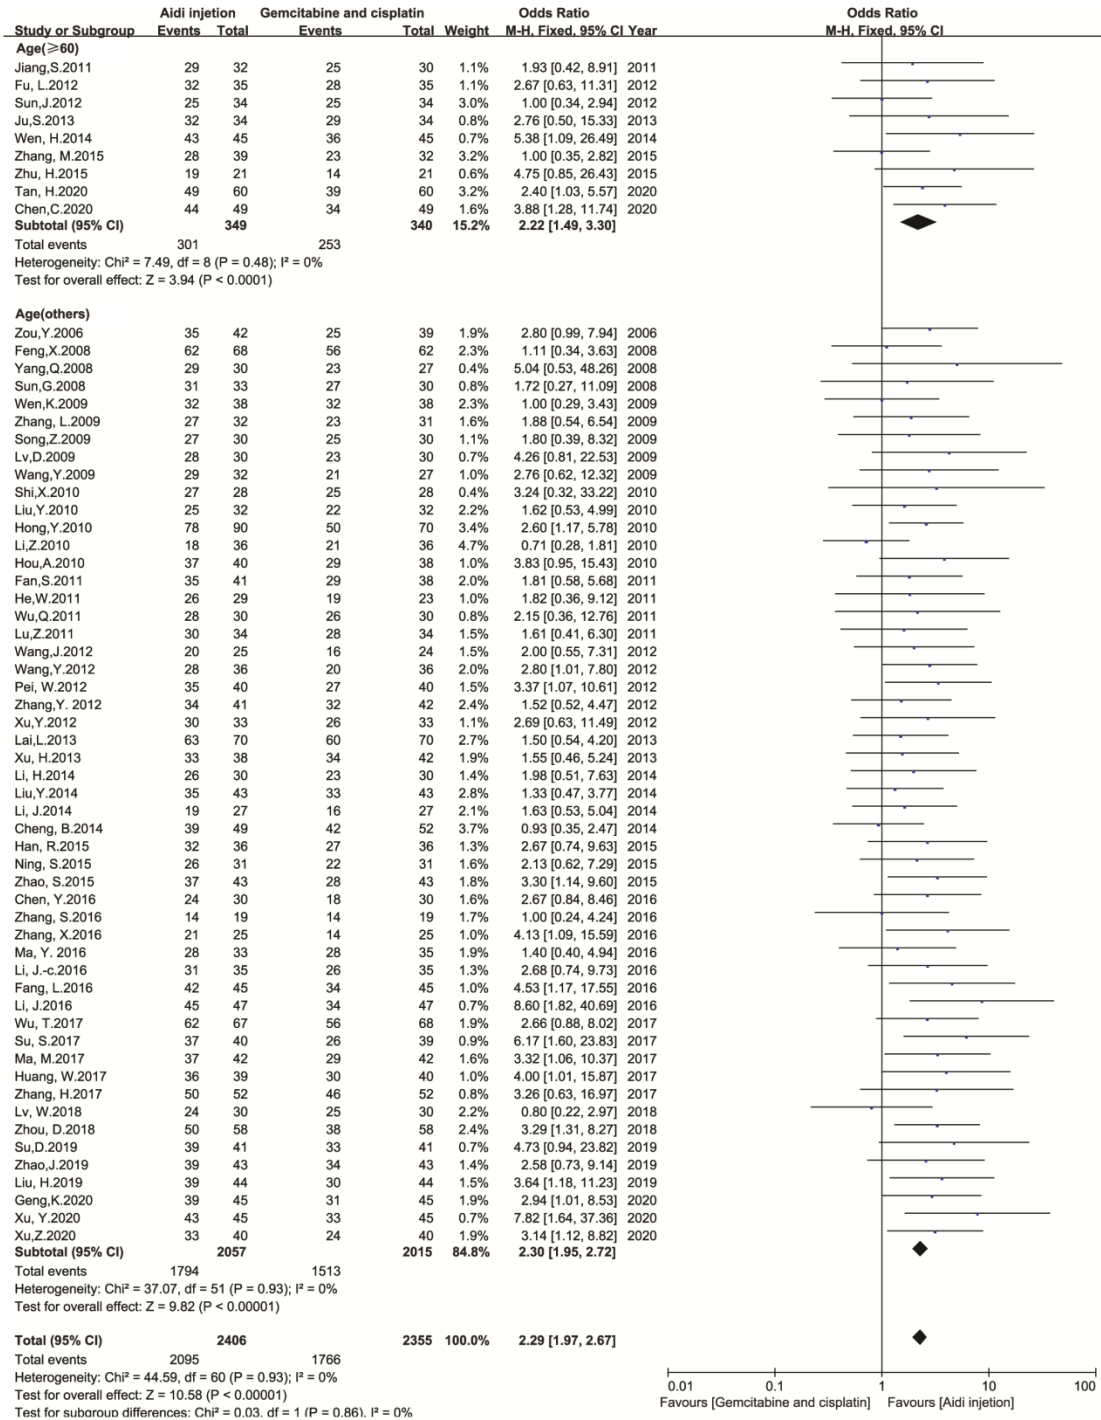 Aidi injetion Gemcitabine and cisplatin Odds Ratio Odds Ratio
Study or Subgroup Events Total Events Total Weight M-H, Fixed, 95% CI Year M-H, Fixed, 95% CI
Age(≥60)
Jiang,S.2011 29 32 25 30 1.1% 1.93 [0.42, 8.91] 2011
Fu, L.2012 32 35 28 35 1.1% 2.67 [0.63, 11.31] 2012
Sun,J.2012 25 34 25 34 3.0% 1.00 [0.34, 2.94] 2012
Ju,S.2013 32 34 29 34 0.8% 2.76 [0.50, 15.33] 2013
Wen, H.2014 43 45 36 45 0.7% 5.38 [1.09, 26.49] 2014
Zhang, M.2015 28 39 23 32 3.2% 1.00 [0.35, 2.82] 2015
Zhu, H.2015 19 21 14 21 0.6% 4.75 [0.85, 26.43] 2015
Tan, H.2020 49 60 39 60 3.2% 2.40 [1.03, 5.57] 2020
Chen,C.2020 44 49 34 49 1.6% 3.88 [1.28, 11.74] 2020
Subtotal (95% CI) 349 340 15.2% 2.22 [1.49, 3.30]
Total events 301 253
Heterogeneity: Chi² = 7.49, df = 8 (P = 0.48); I² = 0%
Test for overall effect: Z = 3.94 (P < 0.0001)
Age(others)
Zou,Y.2006 35 42 25 39 1.9% 2.80 [0.99, 7.94] 2006
Feng,X.2008 62 68 56 62 2.3% 1.11 [0.34, 3.63] 2008
Yang,Q.2008 29 30 23 27 0.4% 5.04 [0.53, 48.26] 2008
Sun,G.2008 31 33 27 30 0.8% 1.72 [0.27, 11.09] 2008
Wen,K.2009 32 38 32 38 2.3% 1.00 [0.29, 3.43] 2009
Zhang, L.2009 27 32 23 31 1.6% 1.88 [0.54, 6.54] 2009
Song,Z.2009 27 30 25 30 1.1% 1.80 [0.39, 8.32] 2009
Lv,D.2009 28 30 23 30 0.7% 4.26 [0.81, 22.53] 2009
Wang,Y.2009 29 32 21 27 1.0% 2.76 [0.62, 12.32] 2009
Shi,X.2010 27 28 25 28 0.4% 3.24 [0.32, 33.22] 2010
Liu,Y.2010 25 32 22 32 2.2% 1.62 [0.53, 4.99] 2010
Hong,Y.2010 78 90 50 70 3.4% 2.60 [1.17, 5.78] 2010
Li,Z.2010 18 36 21 36 4.7% 0.71 [0.28, 1.81] 2010
Hou,A.2010 37 40 29 38 1.0% 3.83 [0.95, 15.43] 2010
Fan,S.2011 35 41 29 38 2.0% 1.81 [0.58, 5.68] 2011
He,W.2011 26 29 19 23 1.0% 1.82 [0.36, 9.12] 2011
Wu,Q.2011 28 30 26 30 0.8% 2.15 [0.36, 12.76] 2011
Lu,Z.2011 30 34 28 34 1.5% 1.61 [0.41, 6.30] 2011
Wang,J.2012 20 25 16 24 1.5% 2.00 [0.55, 7.31] 2012
Wang,Y.2012 28 36 20 36 2.0% 2.80 [1.01, 7.80] 2012
Pei, W.2012 35 40 27 40 1.5% 3.37 [1.07, 10.61] 2012
Zhang,Y. 2012 34 41 32 42 2.4% 1.52 [0.52, 4.47] 2012
Xu,Y.2012 30 33 26 33 1.1% 2.69 [0.63, 11.49] 2012
Lai,L.2013 63 70 60 70 2.7% 1.50 [0.54, 4.20] 2013
Xu, H.2013 33 38 34 42 1.9% 1.55 [0.46, 5.24] 2013
Li, H.2014 26 30 23 30 1.4% 1.98 [0.51, 7.63] 2014
Liu,Y.2014 35 43 33 43 2.8% 1.33 [0.47, 3.77] 2014
Li, J.2014 19 27 16 27 2.1% 1.63 [0.53, 5.04] 2014
Cheng, B.2014 39 49 42 52 3.7% 0.93 [0.35, 2.47] 2014
Han, R.2015 32 36 27 36 1.3% 2.67 [0.74, 9.63] 2015
Ning, S.2015 26 31 22 31 1.6% 2.13 [0.62, 7.29] 2015
Zhao, S.2015 37 43 28 43 1.8% 3.30 [1.14, 9.60] 2015
Chen, Y.2016 24 30 18 30 1.6% 2.67 [0.84, 8.46] 2016
Zhang, S.2016 14 19 14 19 1.7% 1.00 [0.24, 4.24] 2016
Zhang, X.2016 21 25 14 25 1.0% 4.13 [1.09, 15.59] 2016
Ma, Y. 2016 28 33 28 35 1.9% 1.40 [0.40, 4.94] 2016
Li, J.-c.2016 31 35 26 35 1.3% 2.68 [0.74, 9.73] 2016
Fang, L.2016 42 45 34 45 1.0% 4.53 [1.17, 17.55] 2016
Li, J.2016 45 47 34 47 0.7% 8.60 [1.82, 40.69] 2016
Wu, T.2017 62 67 56 68 1.9% 2.66 [0.88, 8.02] 2017
Su, S.2017 37 40 26 39 0.9% 6.17 [1.60, 23.83] 2017
Ma, M.2017 37 42 29 42 1.6% 3.32 [1.06, 10.37] 2017
Huang, W.2017 36 39 30 40 1.0% 4.00 [1.01, 15.87] 2017
Zhang, H.2017 50 52 46 52 0.8% 3.26 [0.63, 16.97] 2017
Lv, W.2018 24 30 25 30 2.2% 0.80 [0.22, 2.97] 2018
Zhou, D.2018 50 58 38 58 2.4% 3.29 [1.31, 8.27] 2018
Su,D.2019 39 41 33 41 0.7% 4.73 [0.94, 23.82] 2019
Zhao,J.2019 39 43 34 43 1.4% 2.58 [0.73, 9.14] 2019
Liu, H.2019 39 44 30 44 1.5% 3.64 [1.18, 11.23] 2019
Geng,K.2020 39 45 31 45 1.9% 2.94 [1.01, 8.53] 2020
Xu, Y.2020 43 45 33 45 0.7% 7.82 [1.64, 37.36] 2020
Xu,Z.2020 33 40 24 40 1.9% 3.14 [1.12, 8.82] 2020
Subtotal (95% CI) 2057 2015 84.8% 2.30 [1.95, 2.72]
Total events 1794 1513
Heterogeneity: Chi² = 37.07, df = 51 (P = 0.93); I² = 0%
Test for overall effect: Z = 9.82 (P < 0.00001)
Total (95% CI) 2406 2355 100.0% 2.29 [1.97, 2.67]
Total events 2095 1766
Heterogeneity: Chi² = 44.59, df = 60 (P = 0.93); I² = 0%
Test for overall effect: Z = 10.58 (P < 0.00001)
Test for subgroup differences: Chi² = 0.03, df = 1 (P = 0.86), I² = 0%
0.01 0.1 1 10 100
Favours [Gemcitabine and cisplatin] Favours [Aidi injetion]